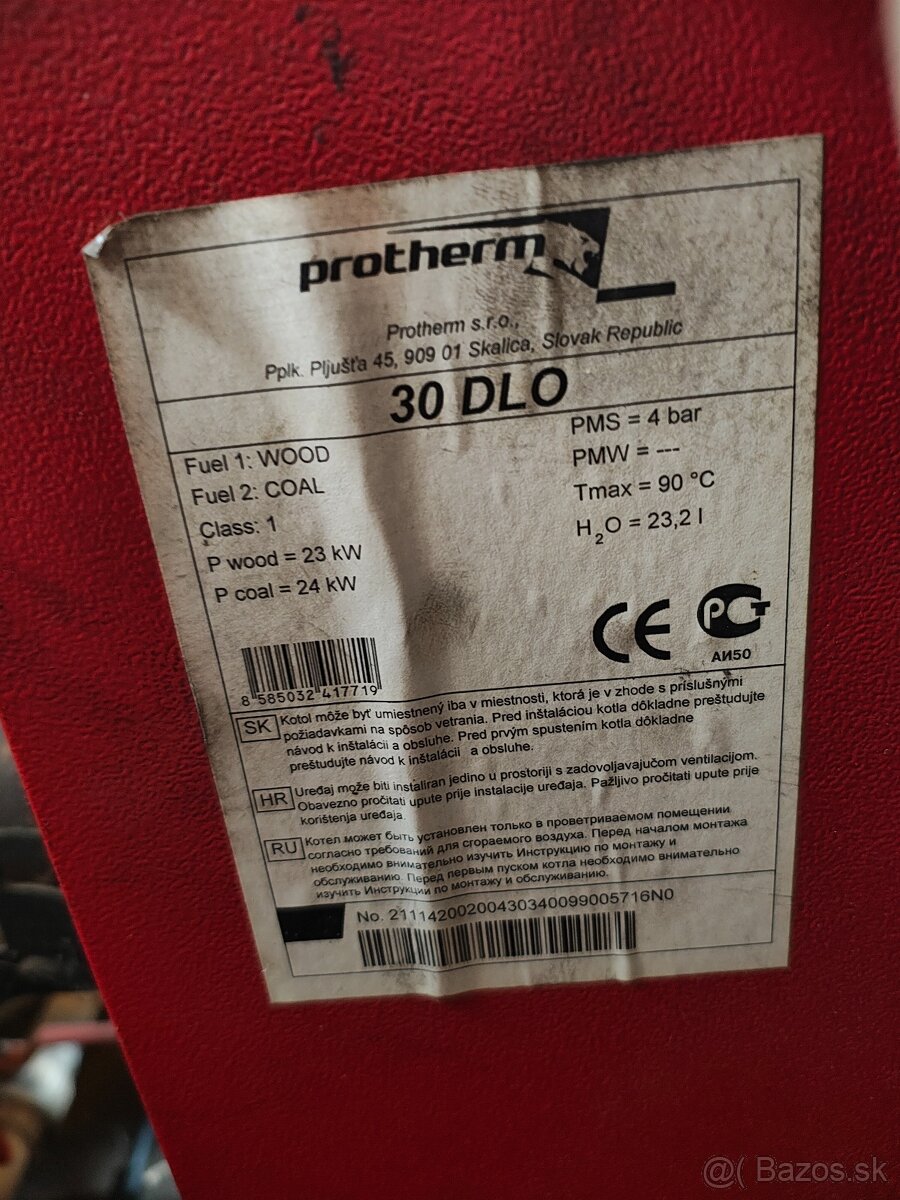 protherm
Protherm s.r.o.,
Pplk. Pljušťa 45, 909 01 Skalica, Slovak Republic
30 DLO
Fuel 1: WOOD
Fuel 2: COAL
Class: 1
P wood = 23 kW
P coal = 24 kW
PMS = 4 bar
PMW = ---
Tmax = 90 °C
H₂O = 23,2 l
CE
РСТ
АИ50
8 585032 417719
SK Kotol môže byť umiestnený iba v miestnosti, ktorá je v zhode s príslušnými
požiadavkami na spôsob vetrania. Pred inštaláciou kotla dôkladne preštudujte
návod k inštalácii a obsluhe. Pred prvým spustením kotla dôkladne
preštudujte návod k inštalácii a obsluhe.
HR Uređaj može biti instaliran jedino u prostoriji s zadovoljavajučom ventilacijom.
Obavezno pročitati upute prije instalacije uređaja. Pažljivo pročitati upute prije
korištenja uređaja.
RU Котел может быть установлен только в проветриваемом помещении
согласно требований для сгораемого воздуха. Перед началом монтажа
необходимо внимательно изучить Инструкцию по монтажу и
обслуживанию. Перед первым пуском котла необходимо внимательно
изучить Инструкции по монтажу и обслуживанию.
No. 21114200200430340099005716N0
@( Bazos.sk